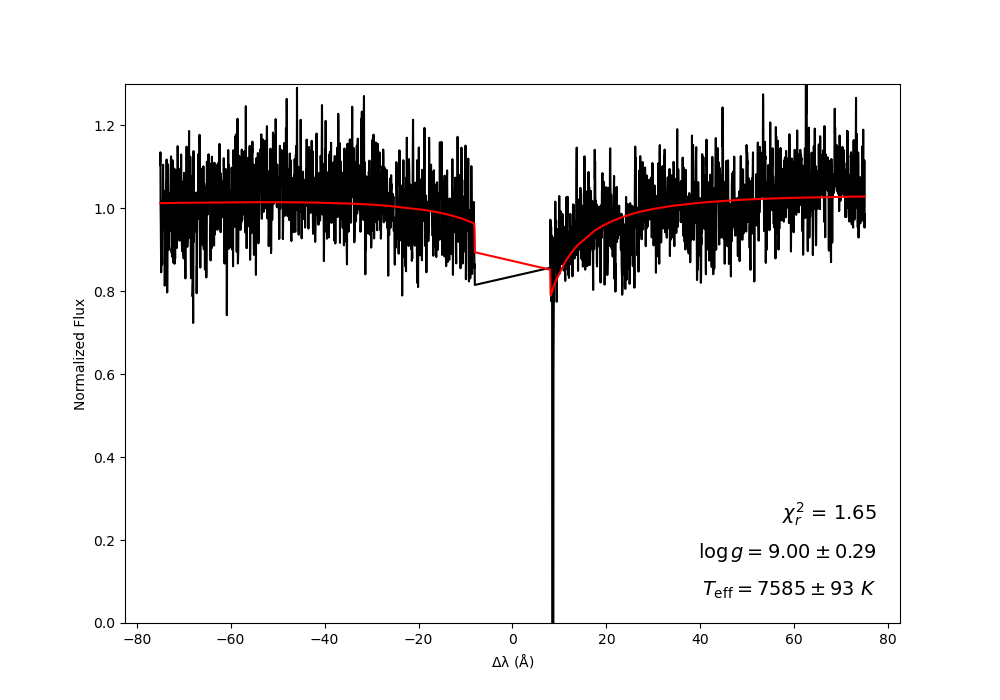 1.2
1.0
0.8
0.6
0.4
0.2
0.0
Normalized Flux
χ²ᵣ = 1.65
log g = 9.00 ± 0.29
T_eff = 7585 ± 93 K
−80 −60 −40 −20 0 20 40 60 80
Δλ (Å)